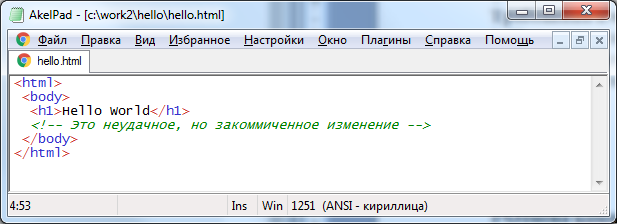 AkelPad - [c:\work2\hello\hello.html]
Файл Правка Вид Избранное Настройки Окно Плагины Справка Помощь
hello.html
<html>
<body>
<h1>Hello World</h1>
<!-- Это неудачное, но закоммиченное изменение -->
</body>
</html>
4:53 Ins Win 1251 (ANSI - кириллица)